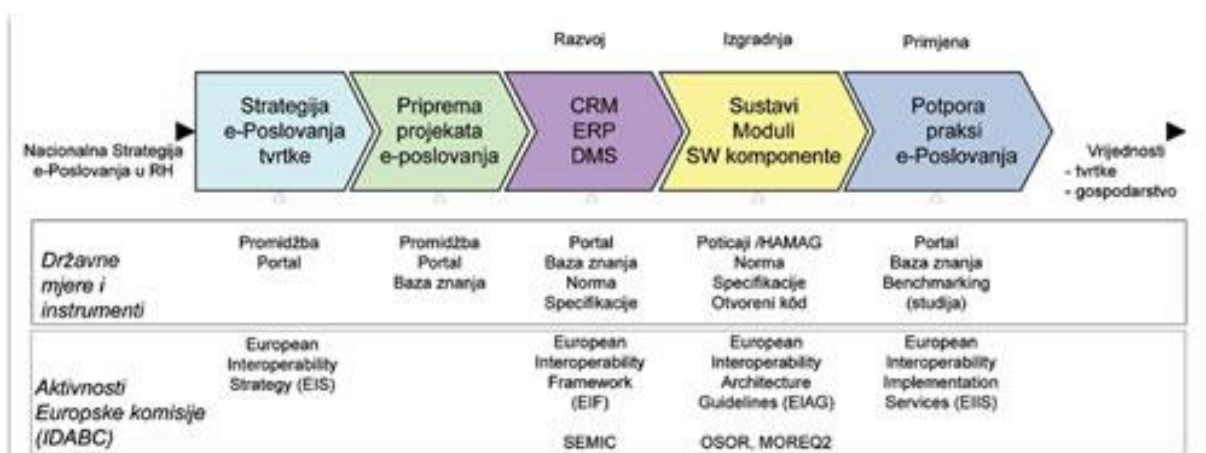 Razvoj
Izgradnja
Primjena
Nacionalna Strategija
e-Poslovanja u RH
Strategija
e-Poslovanja
tvrtke
Priprema
projekata
e-poslovanja
CRM
ERP
DMS
Sustavi
Moduli
SW komponente
Potpora
praksi
e-Poslovanja
Vrijednosti
- tvrtke
- gospodarstvo
Državne
mjere i
instrumenti
Promidžba
Portal
Promidžba
Portal
Baza znanja
Portal
Baza znanja
Norma
Specifikacije
Poticaji /HAMAG
Norma
Specifikacije
Otvoreni kôd
Portal
Baza znanja
Benchmarking
(studija)
Aktivnosti
Europske komisije
(IDABC)
European
Interoperability
Strategy (EIS)
European
Interoperability
Framework
(EIF)
SEMIC
European
Interoperability
Architecture
Guidelines (EIAG)
OSOR, MOREQ2
European
Interoperability
Implementation
Services (EIIS)